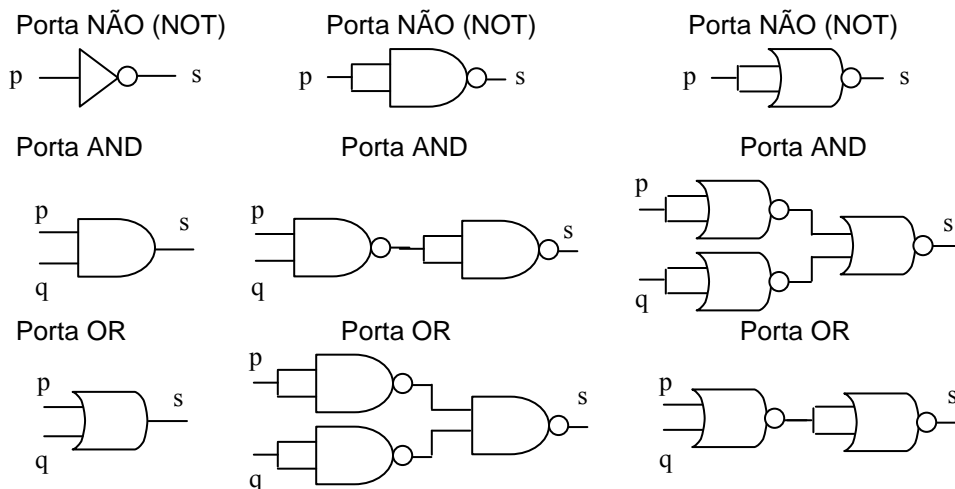 Porta NÃO (NOT) Porta NÃO (NOT) Porta NÃO (NOT)
p s p s p s
Porta AND Porta AND Porta AND
p
p s p s s
q q q
Porta OR Porta OR Porta OR
p p s p s
s
q q q